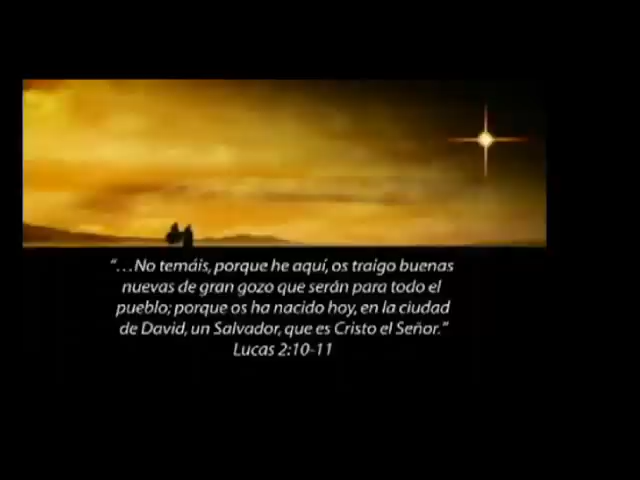 “…No temáis, porque he aquí, os traigo buenas
nuevas de gran gozo que serán para todo el
pueblo; porque os ha nacido hoy, en la ciudad
de David, un Salvador, que es Cristo el Señor.”
Lucas 2:10-11